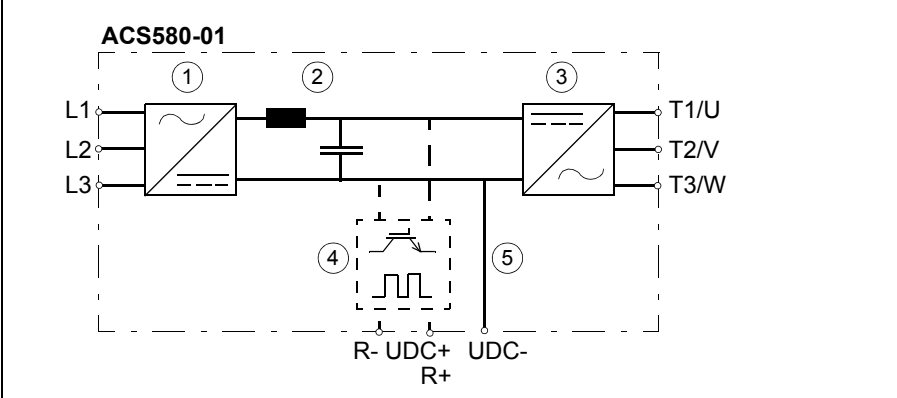 ACS580-01
1 2 3
L1 T1/U
L2 T2/V
L3 T3/W
4 5
R- UDC+ UDC-
R+